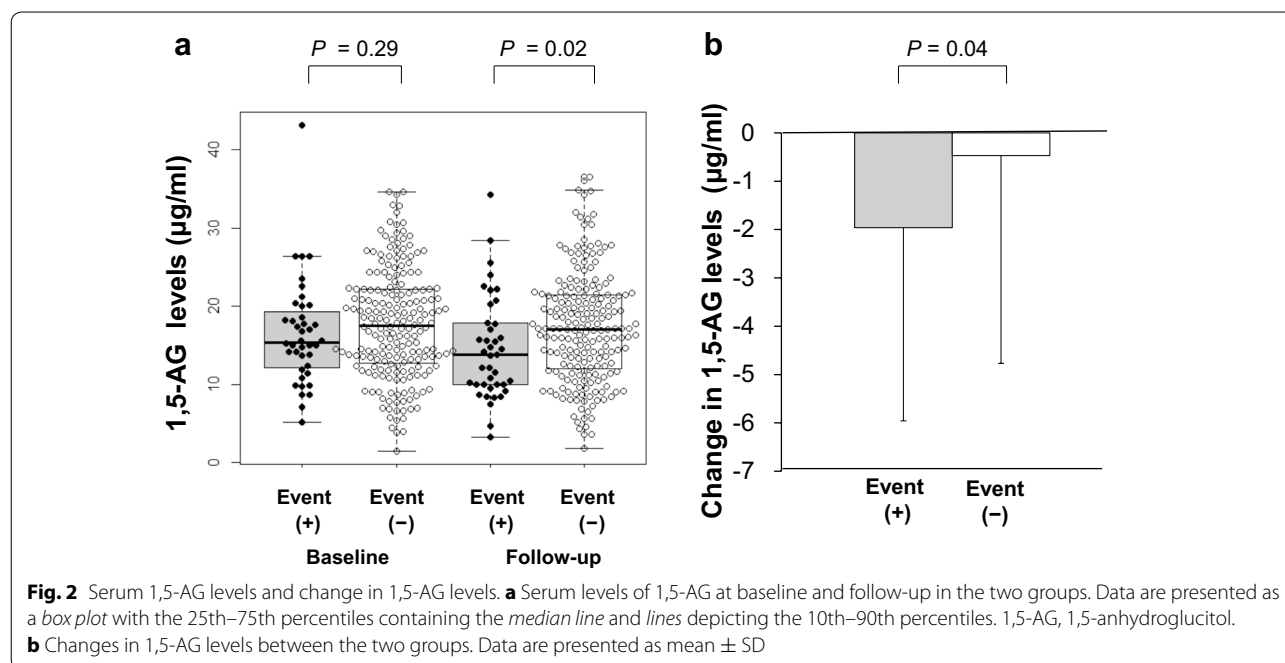 a
P = 0.29
P = 0.02
1,5-AG levels (µg/ml)
40
30
20
10
0
Event
(+)
Event
(−)
Event
(+)
Event
(−)
Baseline
Follow-up
b
P = 0.04
Change in 1,5-AG levels (µg/ml)
0
-1
-2
-3
-4
-5
-6
-7
Event
(+)
Event
(−)
Fig. 2 Serum 1,5-AG levels and change in 1,5-AG levels. a Serum levels of 1,5-AG at baseline and follow-up in the two groups. Data are presented as
a box plot with the 25th–75th percentiles containing the median line and lines depicting the 10th–90th percentiles. 1,5-AG, 1,5-anhydroglucitol.
b Changes in 1,5-AG levels between the two groups. Data are presented as mean ± SD